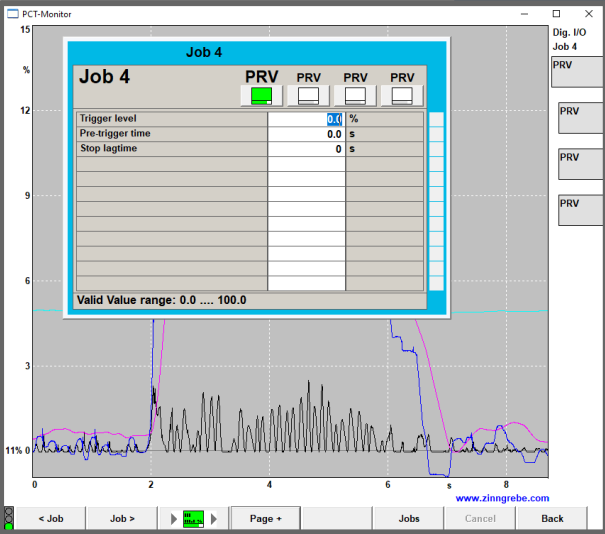 PCT-Monitor
15
%
12
9
6
3
11% 0
0 2 4 6 s 8
Job 4
Job 4 PRV PRV PRV PRV
Trigger level 0.0 %
Pre-trigger time 0.0 s
Stop lagtime 0 s
Valid Value range: 0.0 .... 100.0
Dig. I/O
Job 4
PRV
PRV
PRV
PRV
www.zinngrebe.com
< Job Job > Page + Jobs Cancel Back